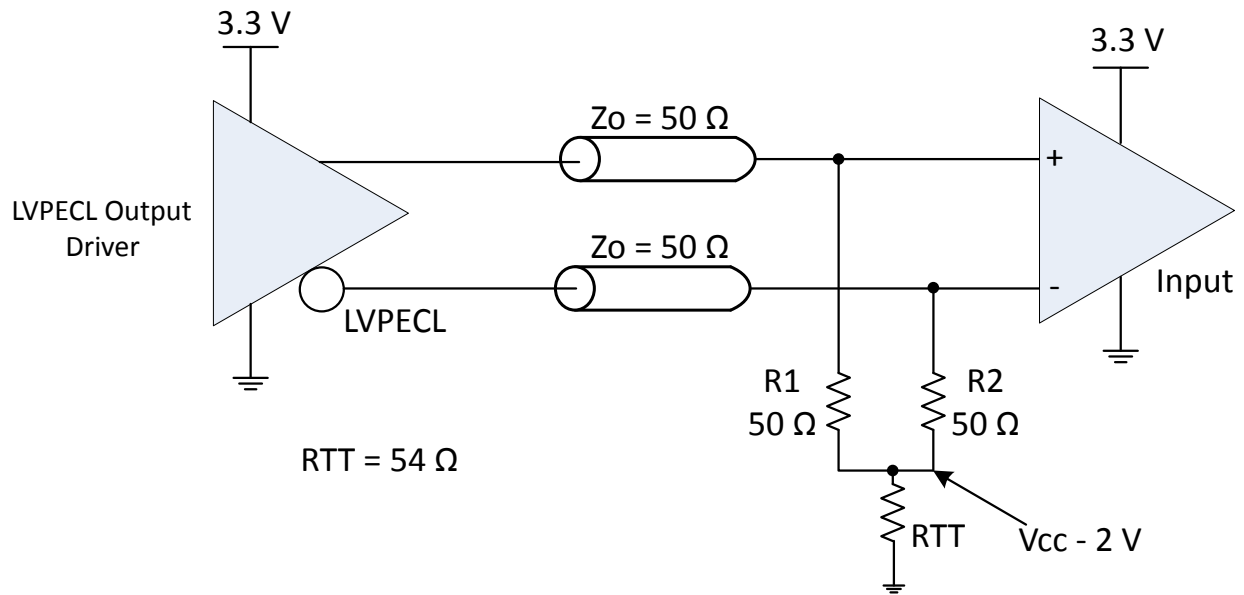 3.3 V
3.3 V
Zo = 50 Ω
+
LVPECL Output
Driver
Zo = 50 Ω
-
Input
LVPECL
R1
50 Ω
R2
50 Ω
RTT = 54 Ω
RTT
Vcc - 2 V